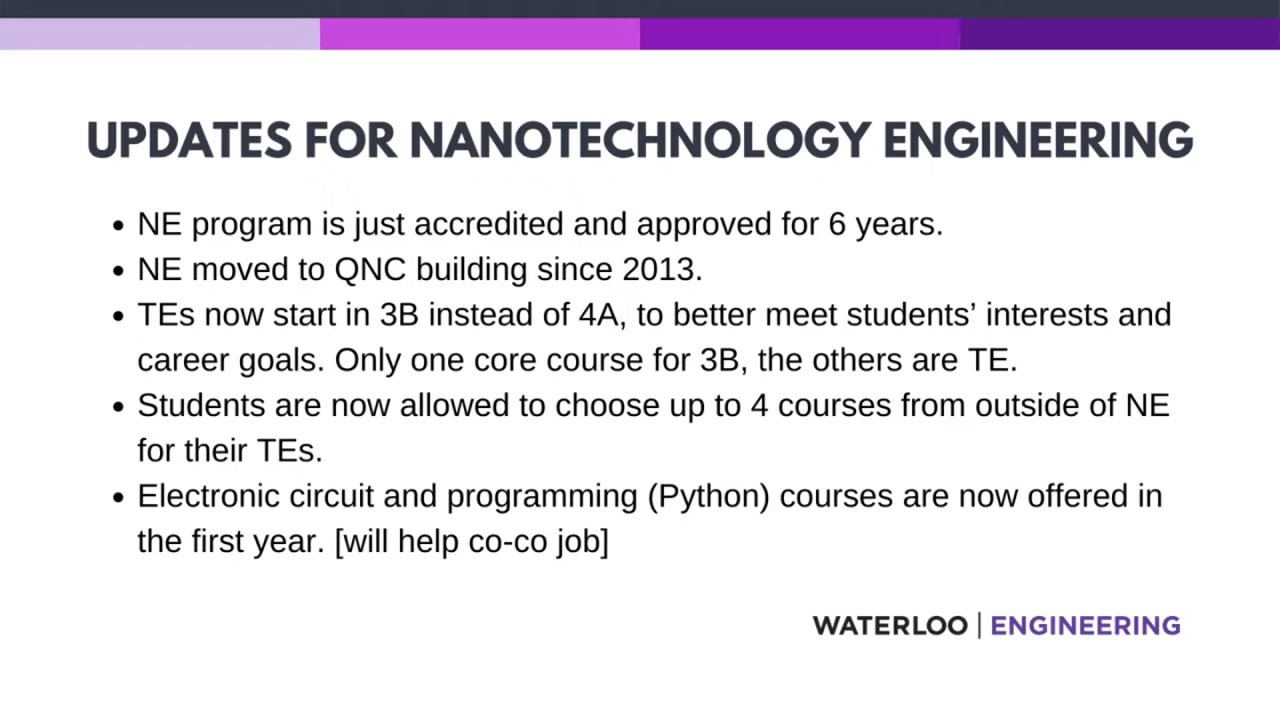 UPDATES FOR NANOTECHNOLOGY ENGINEERING
• NE program is just accredited and approved for 6 years.
• NE moved to QNC building since 2013.
• TEs now start in 3B instead of 4A, to better meet students’ interests and
career goals. Only one core course for 3B, the others are TE.
• Students are now allowed to choose up to 4 courses from outside of NE
for their TEs.
• Electronic circuit and programming (Python) courses are now offered in
the first year. [will help co-co job]
WATERLOO | ENGINEERING